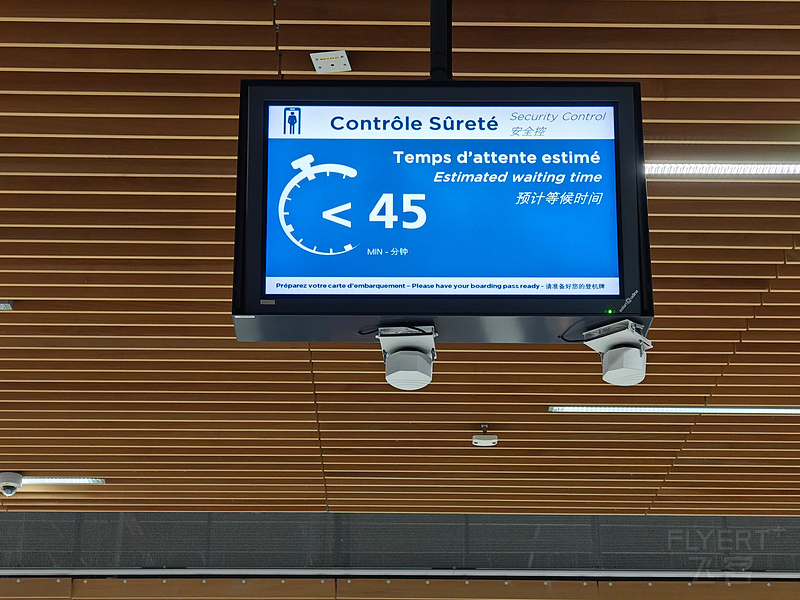 Contrôle Sûreté
Security Control
安全控
Temps d'attente estimé
Estimated waiting time
预计等候时间
< 45
MIN - 分钟
Préparez votre carte d'embarquement - Please have your boarding pass ready - 请准备好您的登机牌
FLYERT+
飞客